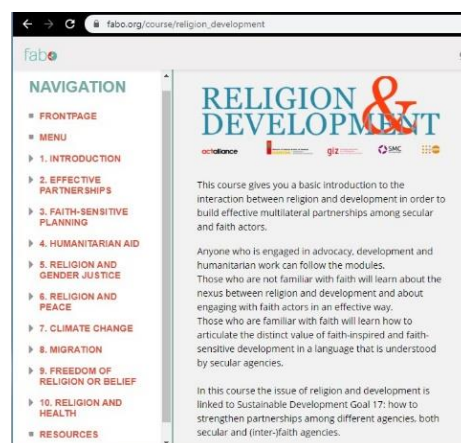 fabo.org/course/religion_development
fabo
NAVIGATION
FRONTPAGE
MENU
1. INTRODUCTION
2. EFFECTIVE
PARTNERSHIPS
3. FAITH-SENSITIVE
PLANNING
4. HUMANITARIAN AID
5. RELIGION AND
GENDER JUSTICE
6. RELIGION AND
PEACE
7. CLIMATE CHANGE
8. MIGRATION
9. FREEDOM OF
RELIGION OR BELIEF
10. RELIGION AND
HEALTH
RESOURCES
RELIGION &
DEVELOPMENT
actalliance
giz
SMC
This course gives you a basic introduction to the
interaction between religion and development in order to
build effective multilateral partnerships among secular
and faith actors.
Anyone who is engaged in advocacy, development and
humanitarian work can follow the modules.
Those who are not familiar with faith will learn about the
nexus between religion and development and about
engaging with faith actors in an effective way.
Those who are familiar with faith will learn how to
articulate the distinct value of faith-inspired and faith-
sensitive development in a language that is understood
by secular agencies.
In this course the issue of religion and development is
linked to Sustainable Development Goal 17: how to
strengthen partnerships among different agencies, both
secular and (inter-)faith agencies.